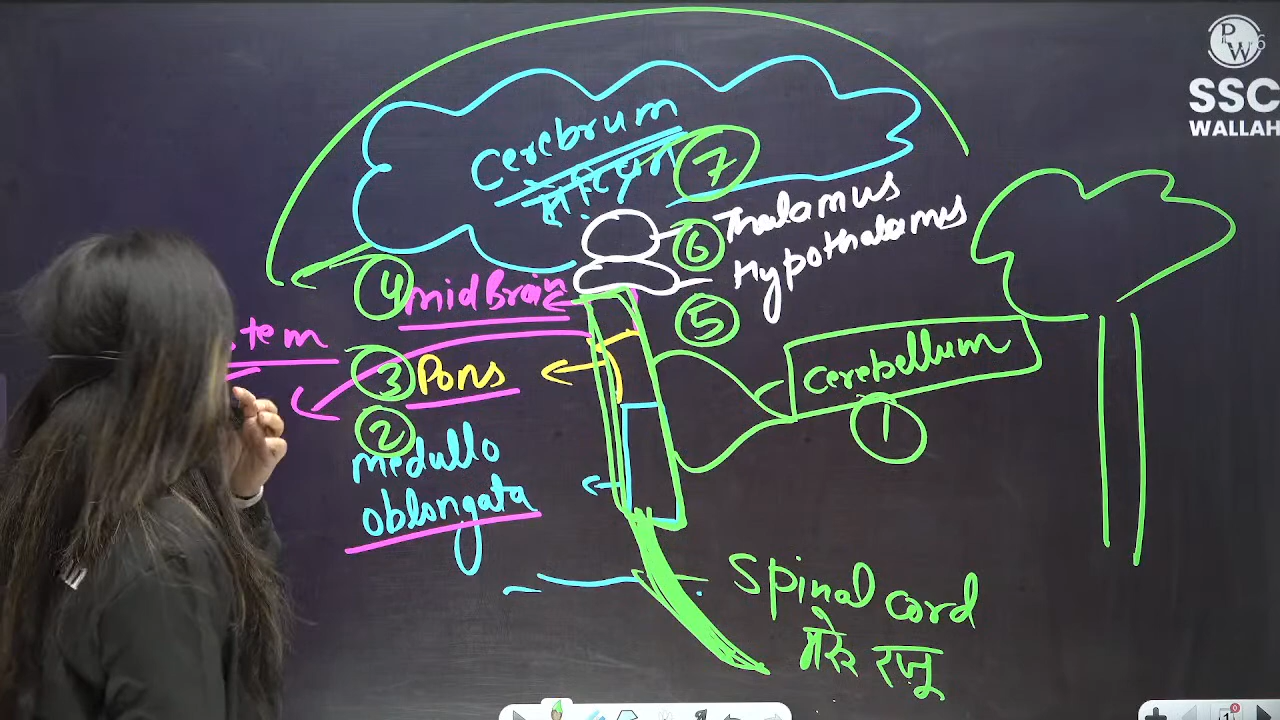 PW
SSC
WALLAH
Cerebrum
7
Thalamus
6
Hypothalamus
4 midBrain
5
tem
3 Pons
Cerebellum
1
2
medullo
oblongata
Spinal cord
मेरू रज्जू